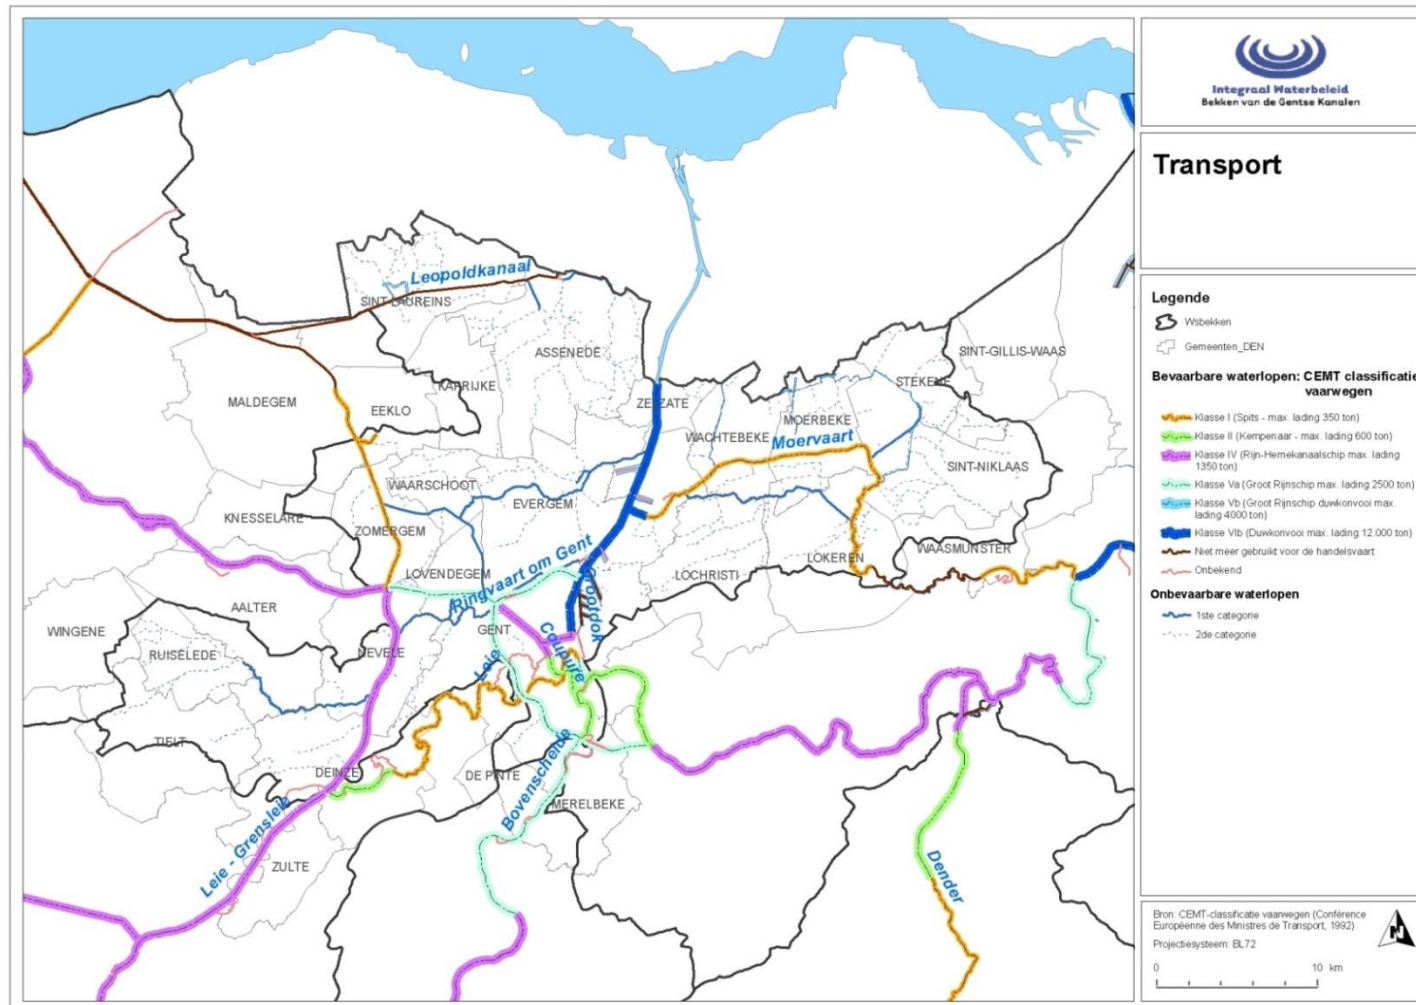 Integraal Waterbeleid
Bekken van de Gentse Kanalen
Transport
Legende
Wsbekken
Gemeenten_DEN
Bevaarbare waterlopen: CEMT classificatie
vaarwegen
Klasse I (Spits - max. lading 350 ton)
Klasse II (Kempenaar - max. lading 600 ton)
Klasse IV (Rijn-Hernekanaalschip max. lading
1350 ton)
Klasse Va (Groot Rijnschip max. lading 2500 ton)
Klasse Vb (Groot Rijnschip duwkonvooi max.
lading 4000 ton)
Klasse VIb (Duwkonvooi max. lading 12.000 ton)
Niet meer gebruikt voor de handelsvaart
Onbekend
Onbevaarbare waterlopen
1ste categorie
2de categorie
Bron: CEMT-classificatie vaarwegen (Conférence
Européenne des Ministres de Transport, 1992)
Projectiesysteem: BL72
N
0 10 km
Leopoldkanaal
SINT-LAUREINS
ASSENEDE
SINT-GILLIS-WAAS
KAPRIJKE
STEKENE
MALDEGEM
EEKLO
ZELZATE
MOERBEKE
WACHTEBEKE
Moervaart
SINT-NIKLAAS
WAARSCHOOT
EVERGEM
KNESSELARE
ZOMERGEM
LOKEREN
WAASMUNSTER
LOVENDEGEM
Ringvaart om Gent
LOCHRISTI
Grootdok
AALTER
WINGENE
GENT
Coupure
RUISELEDE
NEVELE
Leie
TIELT
DEINZE
DE PINTE
Bovenschelde
MERELBEKE
Leie - Grensleie
ZULTE
Dender